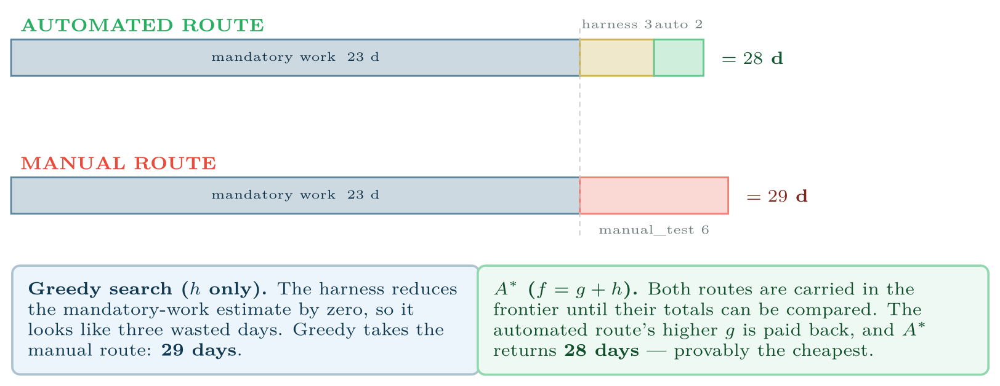 AUTOMATED ROUTE
harness 3 auto 2
mandatory work 23 d
= 28 d
MANUAL ROUTE
mandatory work 23 d
= 29 d
manual_test 6
Greedy search (h only). The harness reduces
the mandatory-work estimate by zero, so it
looks like three wasted days. Greedy takes the
manual route: 29 days.
A* (f = g + h). Both routes are carried in the
frontier until their totals can be compared. The
automated route's higher g is paid back, and A*
returns 28 days — provably the cheapest.